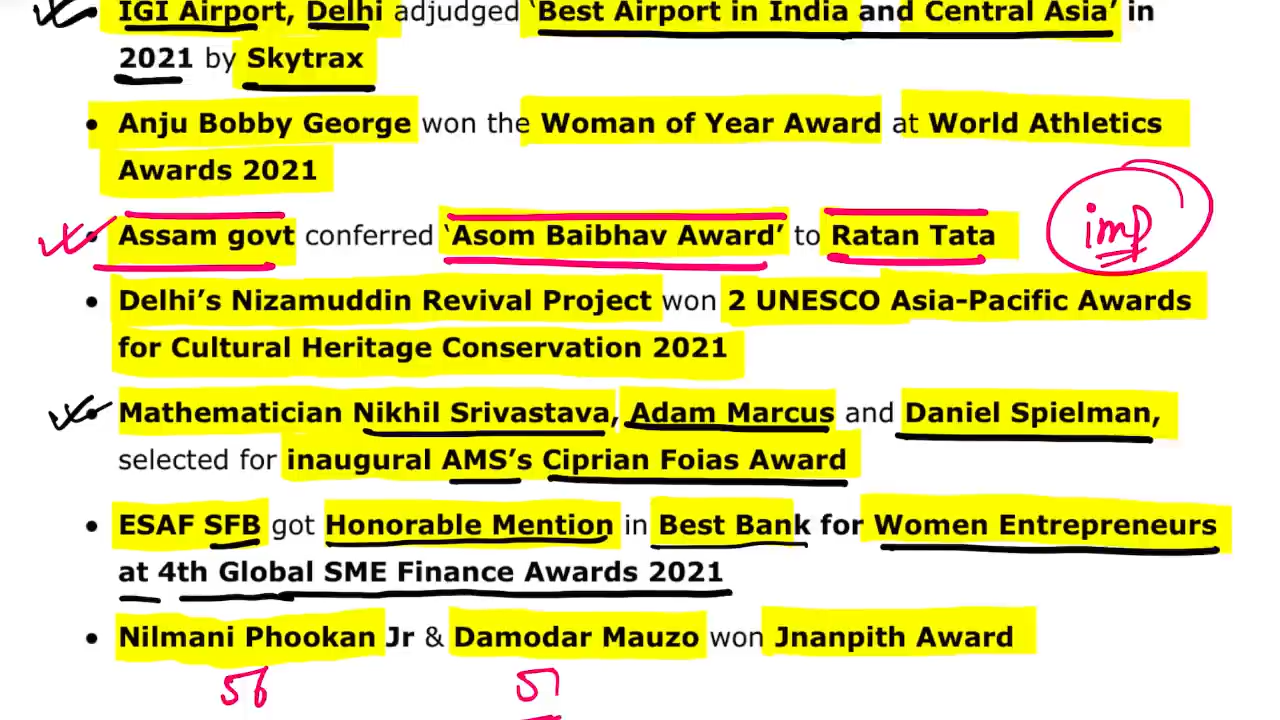 IGI Airport, Delhi adjudged ‘Best Airport in India and Central Asia’ in
2021 by Skytrax
• Anju Bobby George won the Woman of Year Award at World Athletics
Awards 2021
• Assam govt conferred ‘Asom Baibhav Award’ to Ratan Tata
imp
• Delhi’s Nizamuddin Revival Project won 2 UNESCO Asia-Pacific Awards
for Cultural Heritage Conservation 2021
• Mathematician Nikhil Srivastava, Adam Marcus and Daniel Spielman,
selected for inaugural AMS’s Ciprian Foias Award
• ESAF SFB got Honorable Mention in Best Bank for Women Entrepreneurs
at 4th Global SME Finance Awards 2021
• Nilmani Phookan Jr & Damodar Mauzo won Jnanpith Award
56 57